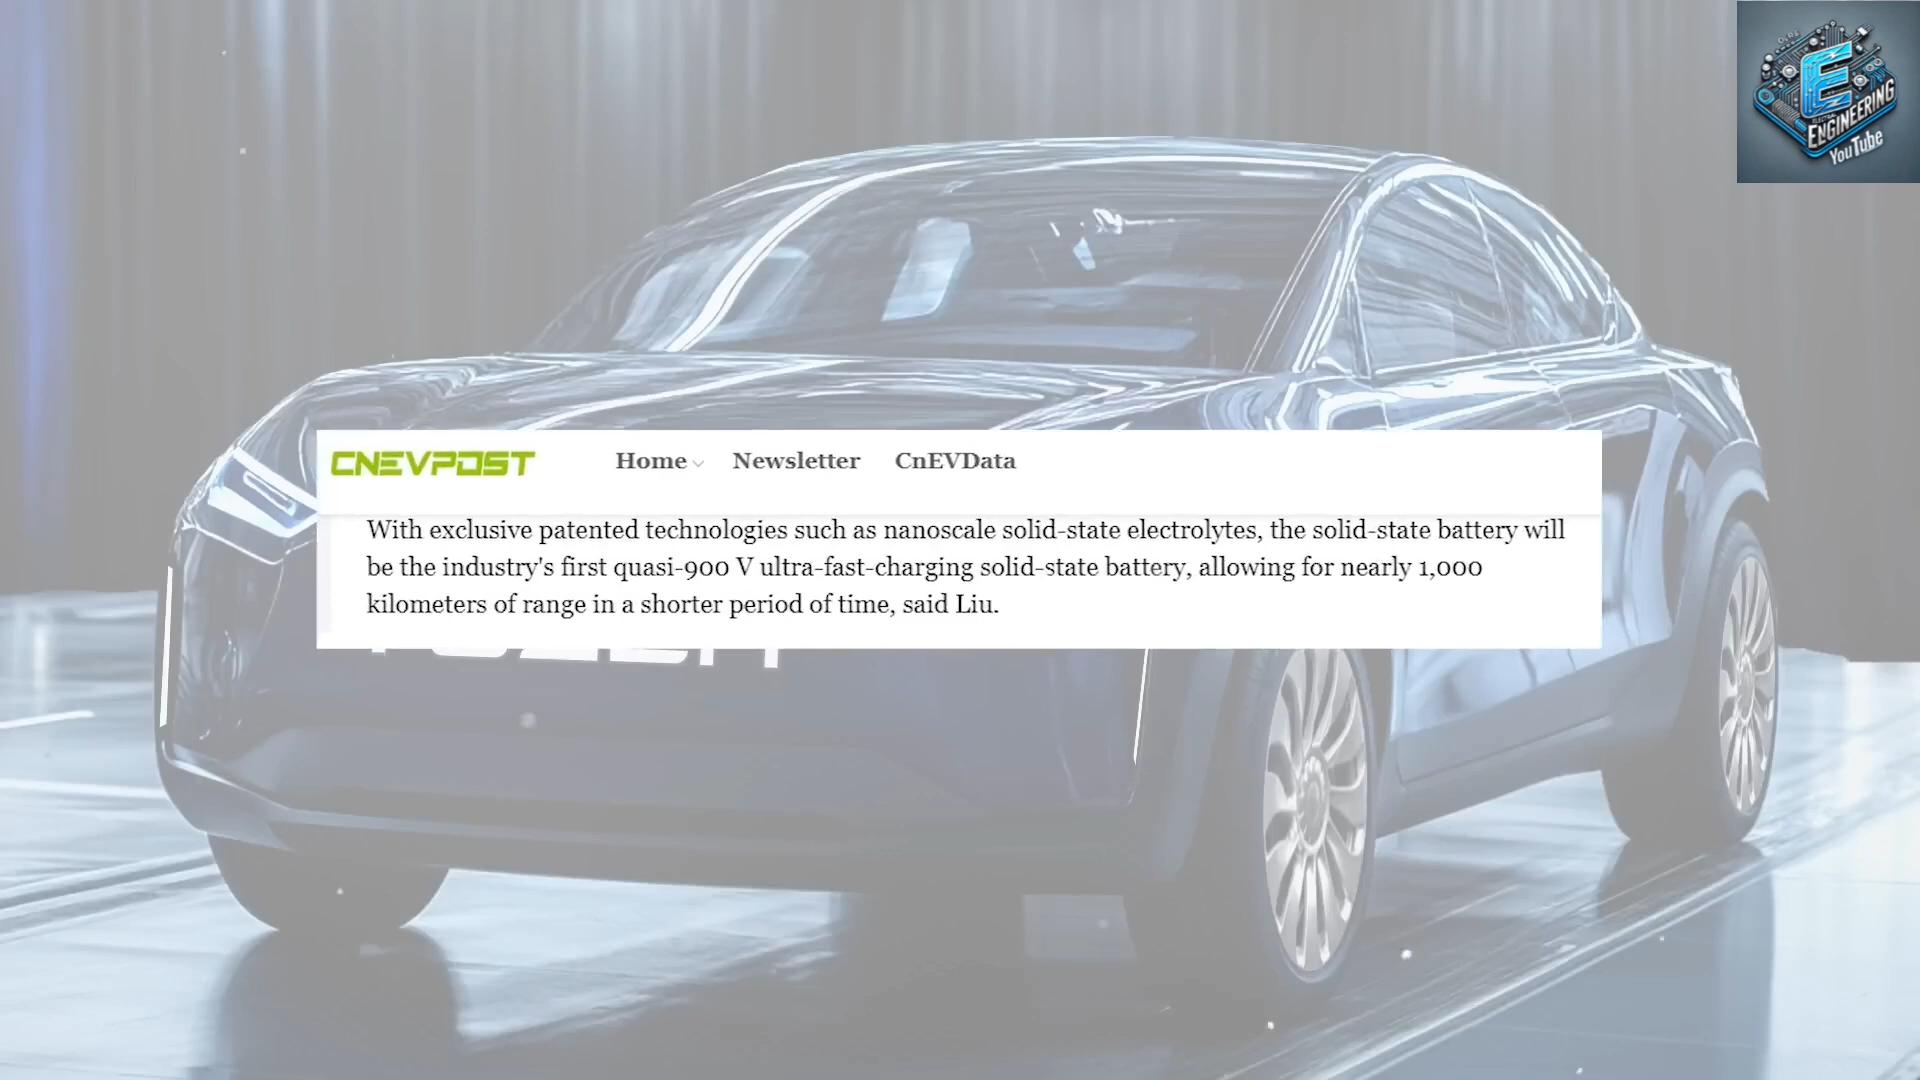 E
ENGINEERING
YouTube
CNEVPOST
Home
Newsletter
CnEVData
With exclusive patented technologies such as nanoscale solid-state electrolytes, the solid-state battery will
be the industry's first quasi-900 V ultra-fast-charging solid-state battery, allowing for nearly 1,000
kilometers of range in a shorter period of time, said Liu.